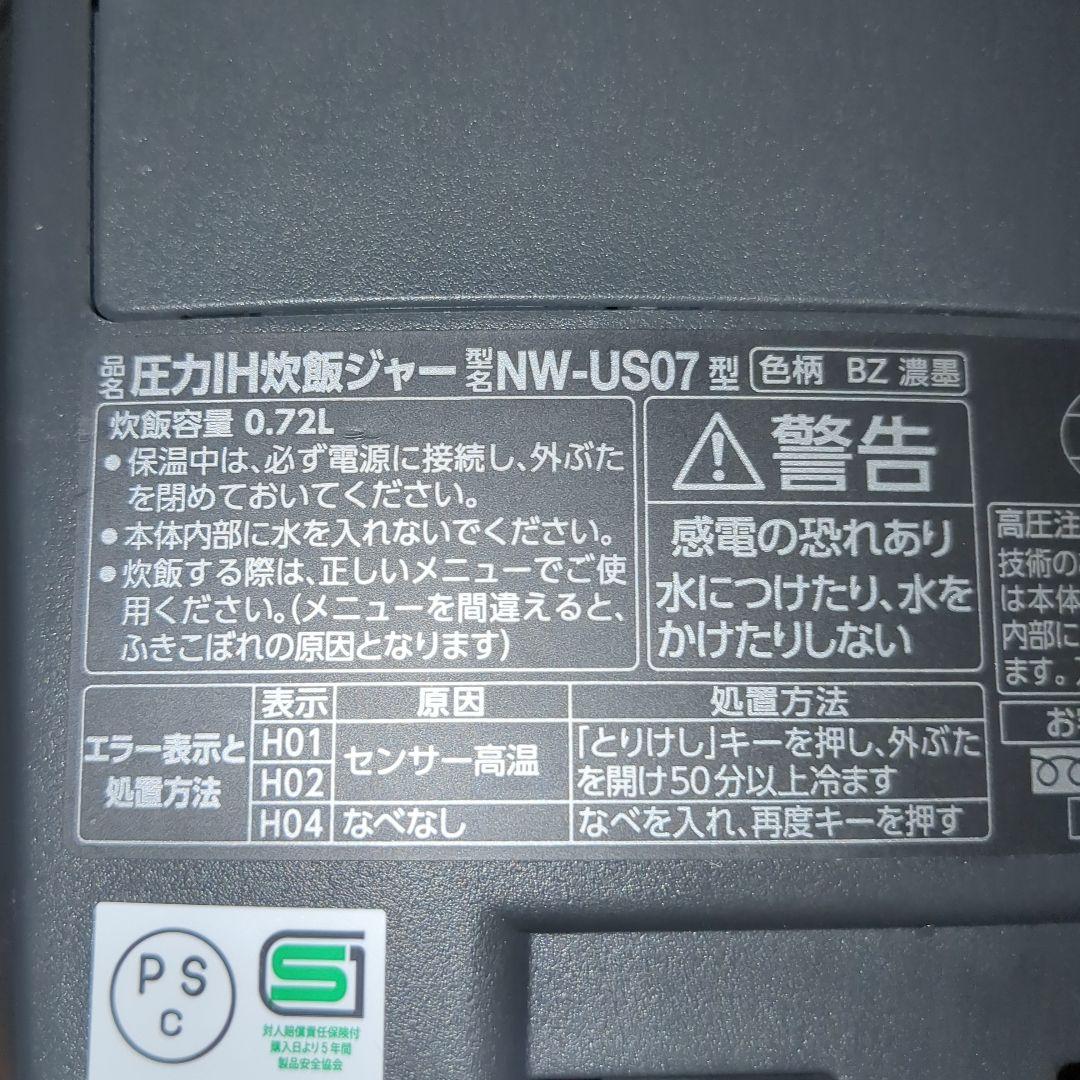 品名 圧力IH炊飯ジャー 型名 NW-US07型 色柄 BZ 濃墨
炊飯容量 0.72L
●保温中は、必ず電源に接続し、外ぶた
を閉めておいてください。
●本体内部に水を入れないでください。
●炊飯する際は、正しいメニューでご使
用ください。(メニューを間違えると、
ふきこぼれの原因となります)
警告
感電の恐れあり
水につけたり、水を
かけたりしない
高圧注
技術の
は本体
内部に
ます。
お
エラー表示と
処置方法
表示 原因 処置方法
H01
H02
センサー高温
「とりけし」キーを押し、外ぶた
を開け50分以上冷ます
H04 なべなし なべを入れ、再度キーを押す
PS
C
S1
対人賠償責任保険付
購入日より5年間
製品安全協会